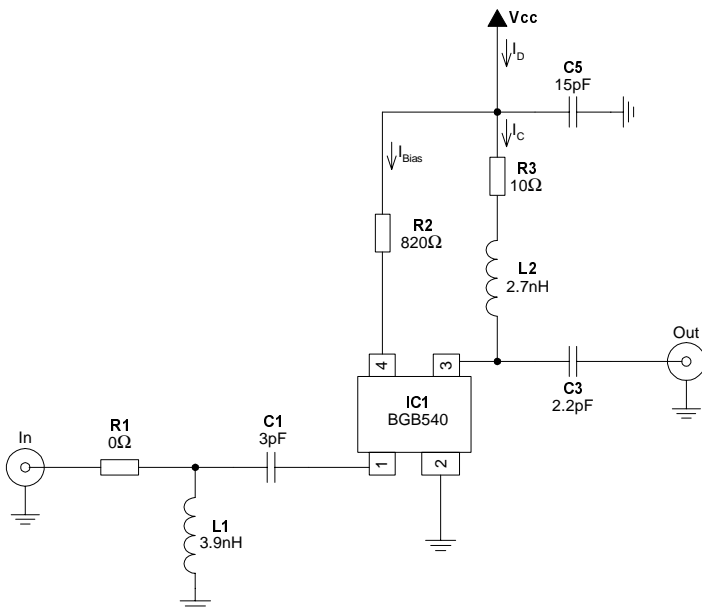 Vcc
I_D
C5
15pF
I_C
I_Bias
R3
10Ω
R2
820Ω
L2
2.7nH
Out
4
3
C3
2.2pF
IC1
BGB540
In
R1
0Ω
C1
3pF
1
2
L1
3.9nH